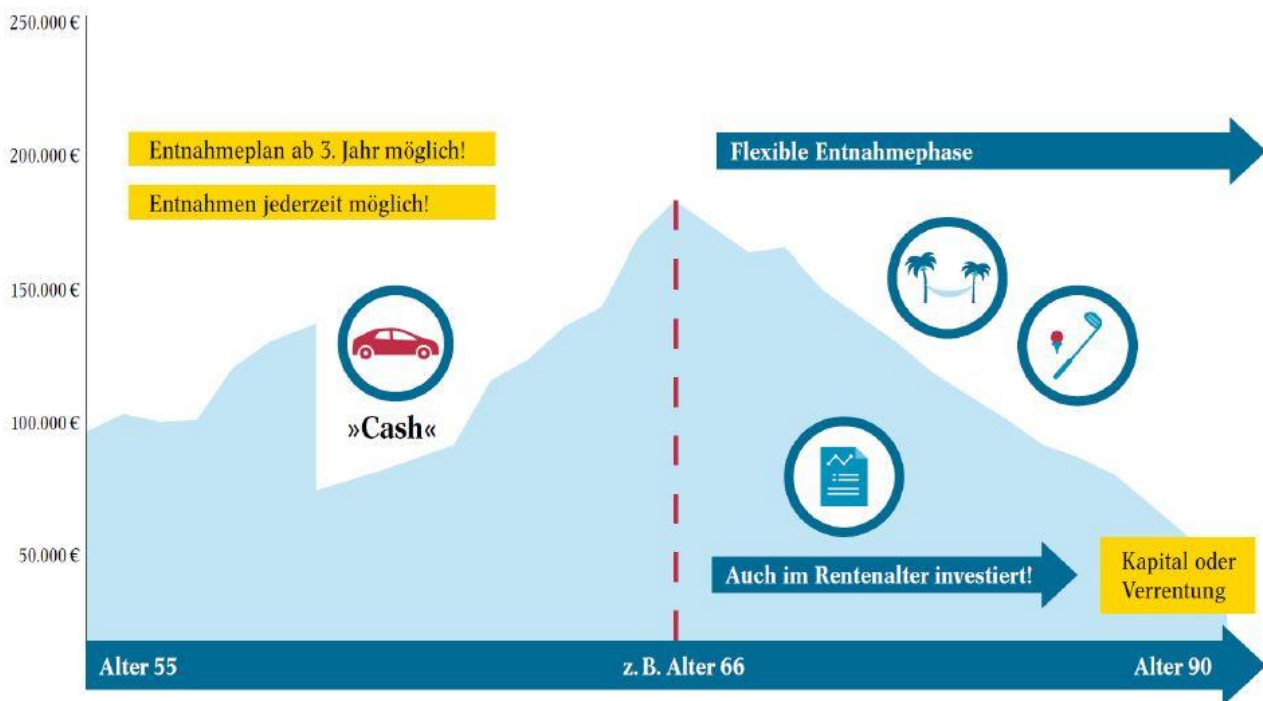 250.000 €
200.000 €
150.000 €
100.000 €
50.000 €
Entnahmeplan ab 3. Jahr möglich!
Entnahmen jederzeit möglich!
Flexible Entnahmephase
»Cash«
Auch im Rentenalter investiert!
Kapital oder
Verrentung
Alter 55
z. B. Alter 66
Alter 90